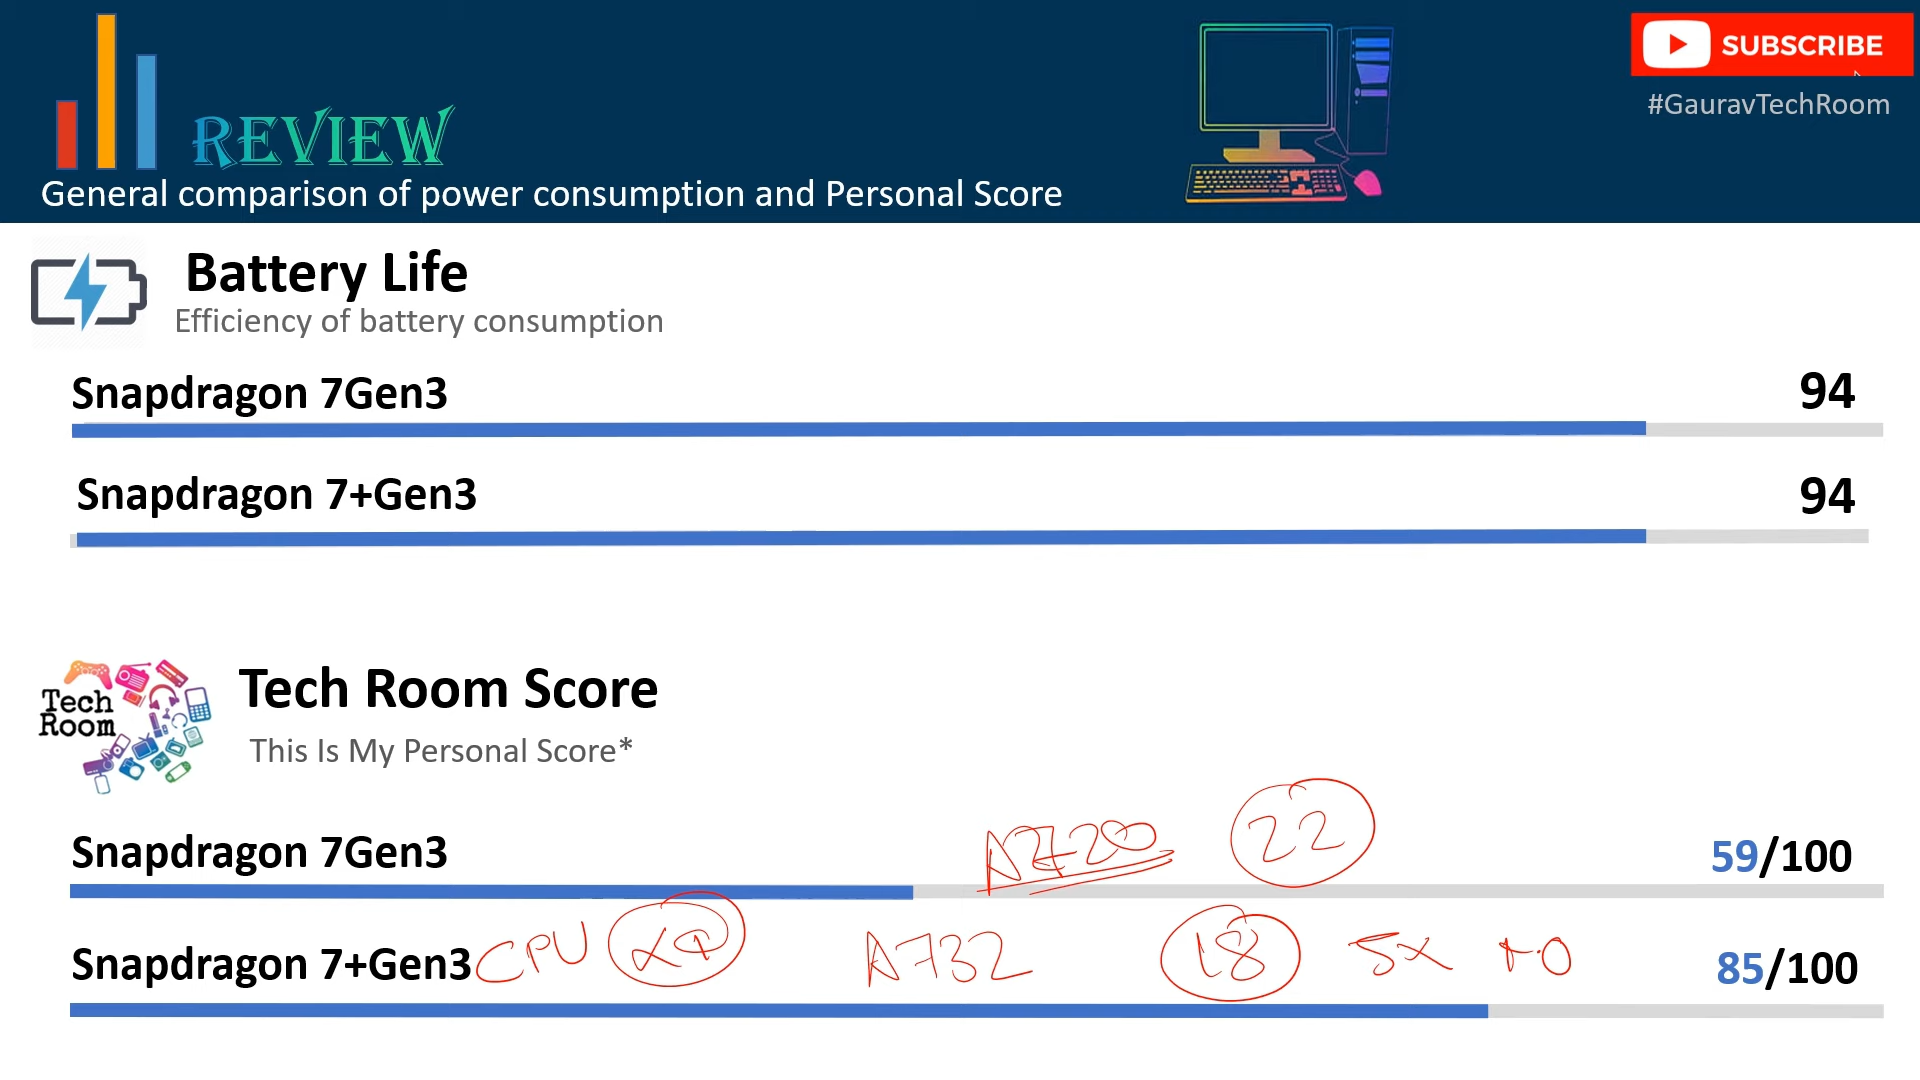 SUBSCRIBE
#GauravTechRoom
REVIEW
General comparison of power consumption and Personal Score
Battery Life
Efficiency of battery consumption
Snapdragon 7Gen3 94
Snapdragon 7+Gen3 94
Tech Room
Tech Room Score
This Is My Personal Score*
A720 22
Snapdragon 7Gen3 59/100
Snapdragon 7+Gen3 CPU X4 A732 18 5x 85/100